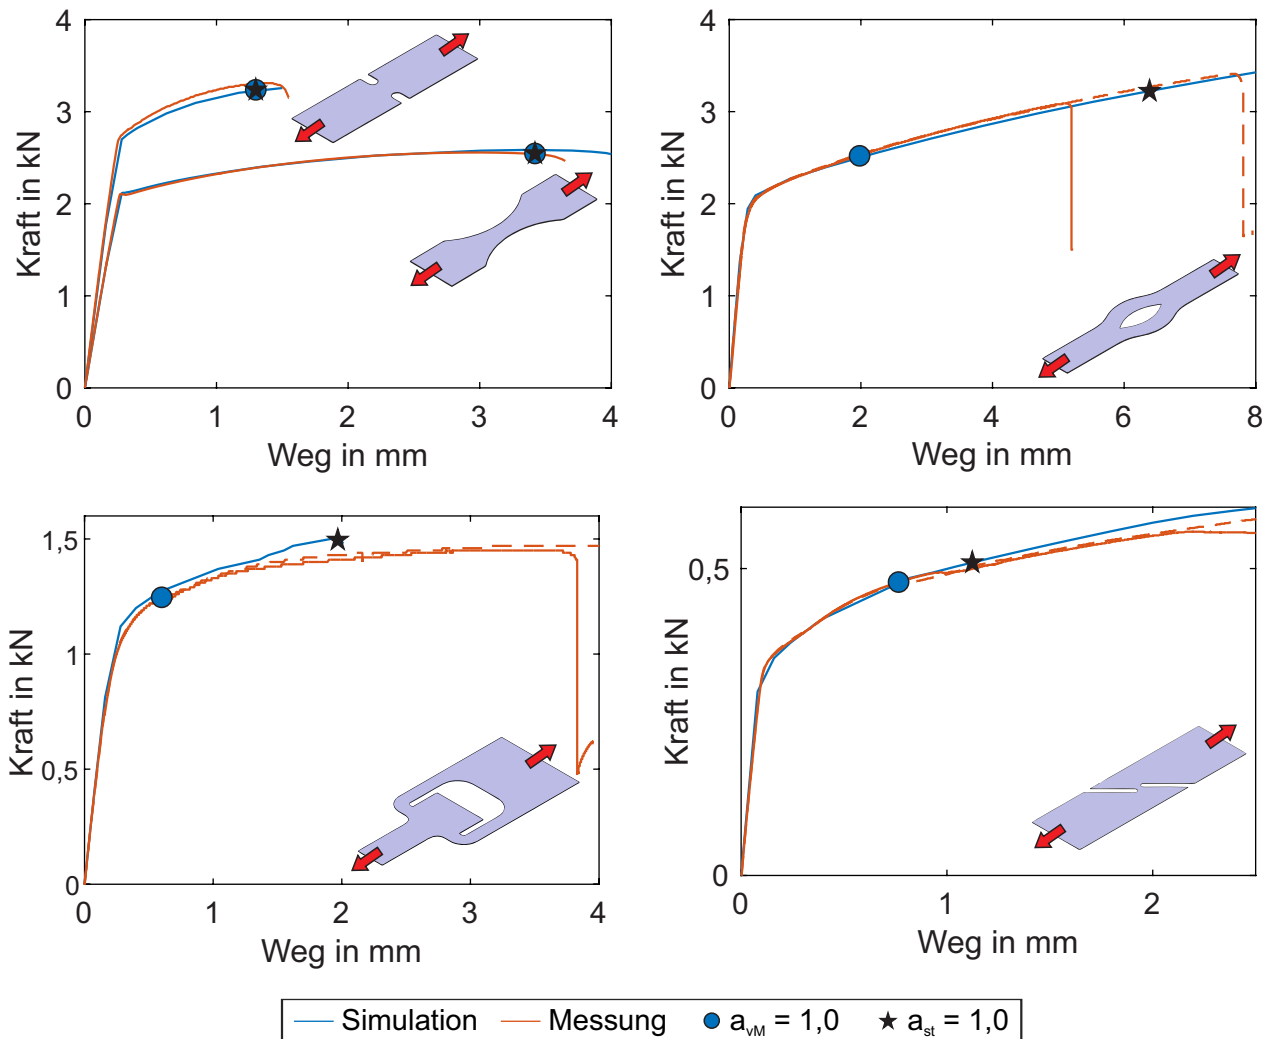 4
3
2
1
0
Kraft in kN
0 1 2 3 4
Weg in mm
4
3
2
1
0
Kraft in kN
0 2 4 6 8
Weg in mm
1,5
1
0,5
0
Kraft in kN
0 1 2 3 4
Weg in mm
0,5
0
Kraft in kN
0 1 2
Weg in mm
Simulation Messung a_vM = 1,0 a_st = 1,0